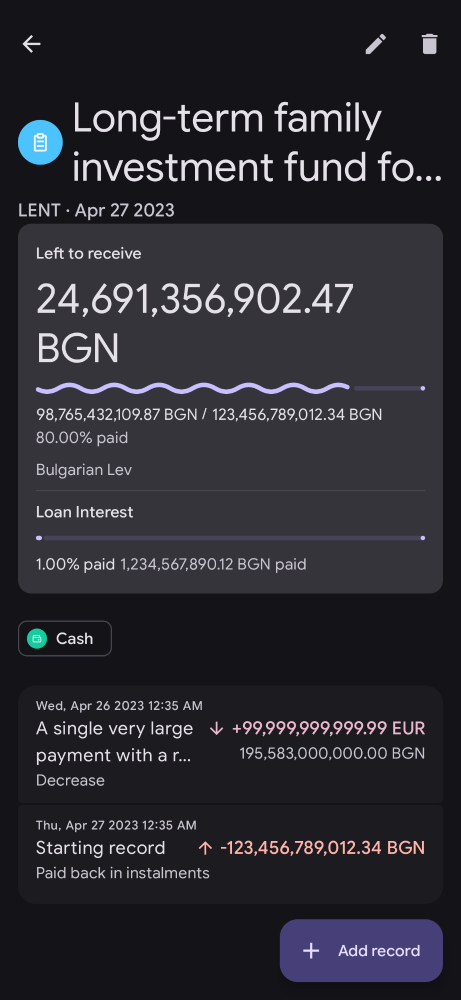 Long-term family
investment fund fo...
LENT · Apr 27 2023
Left to receive
24,691,356,902.47
BGN
98,765,432,109.87 BGN / 123,456,789,012.34 BGN
80.00% paid
Bulgarian Lev
Loan Interest
1.00% paid 1,234,567,890.12 BGN paid
Cash
Wed, Apr 26 2023 12:35 AM
A single very large ↓ +99,999,999,999.99 EUR
payment with a r... 195,583,000,000.00 BGN
Decrease
Thu, Apr 27 2023 12:35 AM
Starting record ↑ -123,456,789,012.34 BGN
Paid back in instalments
+ Add record